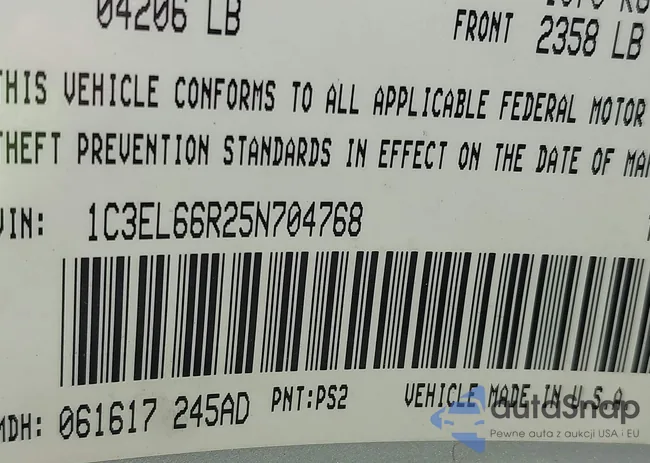 04206 LB
FRONT 2358 LB
THIS VEHICLE CONFORMS TO ALL APPLICABLE FEDERAL MOTOR
THEFT PREVENTION STANDARDS IN EFFECT ON THE DATE OF MAN
VIN: 1C3EL66R25N704768
MDH: 061617 245AD PNT:PS2 VEHICLE MADE IN U.S.A.
autoSnap
Pewne auta z aukcji USA i EU